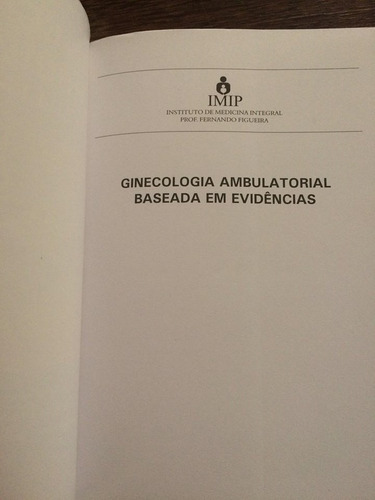 IMIP
INSTITUTO DE MEDICINA INTEGRAL
PROF. FERNANDO FIGUEIRA
GINECOLOGIA AMBULATORIAL
BASEADA EM EVIDÊNCIAS